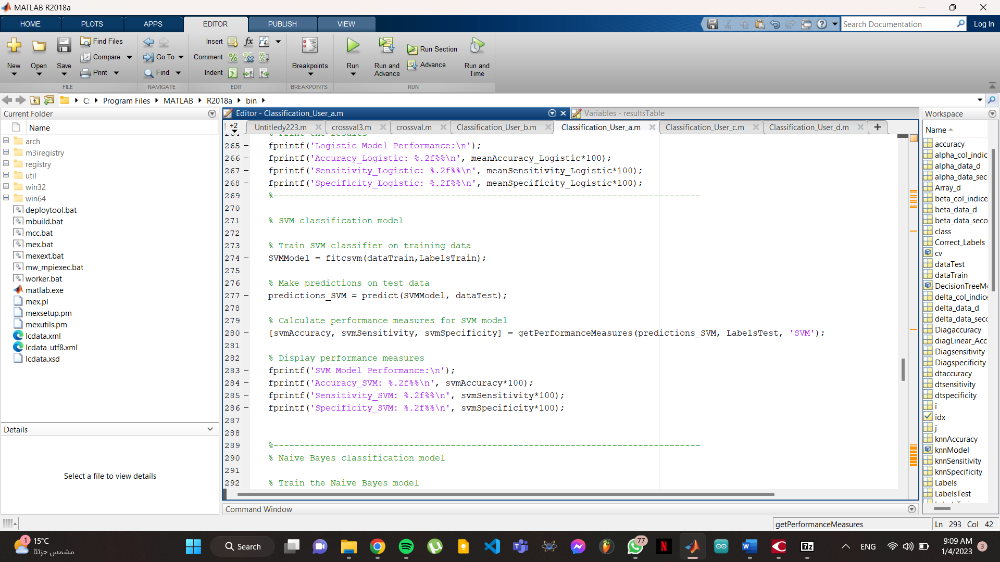 MATLAB R2018a
HOME
PLOTS
APPS
EDITOR
PUBLISH
VIEW
Search Documentation
Log In
New
Open
Save
Find Files
Compare
Print
Go To
Find
Insert
Comment
Indent
Breakpoints
Run
Run and Advance
Run Section
Advance
Run and Time
FILE
NAVIGATE
EDIT
BREAKPOINTS
RUN
C: Program Files MATLAB R2018a bin
Current Folder
Name
arch
m3iregistry
registry
util
win32
win64
deploytool.bat
mbuild.bat
mcc.bat
mex.bat
mexext.bat
mw_mpiexec.bat
worker.bat
matlab.exe
mex.pl
mexsetup.pm
mexutils.pm
lcdata.xml
lcdata_utf8.xml
lcdata.xsd
Details
Select a file to view details
Editor - Classification_User_a.m
Variables - resultsTable
+2
Untitledy223.m
crossval3.m
crossval.m
Classification_User_b.m
Classification_User_a.m
Classification_User_c.m
Classification_User_d.m
264 % Print the results
265 fprintf('Logistic Model Performance:\n');
266 fprintf('Accuracy_Logistic: %.2f%%\n', meanAccuracy_Logistic*100);
267 fprintf('Sensitivity_Logistic: %.2f%%\n', meanSensitivity_Logistic*100);
268 fprintf('Specificity_Logistic: %.2f%%\n', meanSpecificity_Logistic*100);
269 %----------------------------------------------------------------------------------
270
271 % SVM classification model
272
273 % Train SVM classifier on training data
274 SVMModel = fitcsvm(dataTrain,LabelsTrain);
275
276 % Make predictions on test data
277 predictions_SVM = predict(SVMModel, dataTest);
278
279 % Calculate performance measures for SVM model
280 [svmAccuracy, svmSensitivity, svmSpecificity] = getPerformanceMeasures(predictions_SVM, LabelsTest, 'SVM');
281
282 % Display performance measures
283 fprintf('SVM Model Performance:\n');
284 fprintf('Accuracy_SVM: %.2f%%\n', svmAccuracy*100);
285 fprintf('Sensitivity_SVM: %.2f%%\n', svmSensitivity*100);
286 fprintf('Specificity_SVM: %.2f%%\n', svmSpecificity*100);
287
288
289 %----------------------------------------------------------------------------------
290 % Naive Bayes classification model
291
292 % Train the Naive Bayes model
Command Window
Workspace
Name
accuracy
alpha_col_indic
alpha_data_d
alpha_data_sec
Array_d
beta_col_indice
beta_data_d
beta_data_seco
class
Correct_Labels
cv
dataTest
dataTrain
DecisionTreeMo
delta_col_indice
delta_data_d
delta_data_seco
Diagaccuracy
diagLinear_Acc
Diagsensitivity
Diagspecificity
dtaccuracy
dtsensitivity
dtspecificity
i
idx
j
knnAccuracy
knnModel
knnSensitivity
knnSpecificity
Labels
LabelsTest
getPerformanceMeasures
Ln 293 Col 42
1
15°C
مشمس جزئيًا
Search
77
ENG
9:09 AM
1/4/2023
3